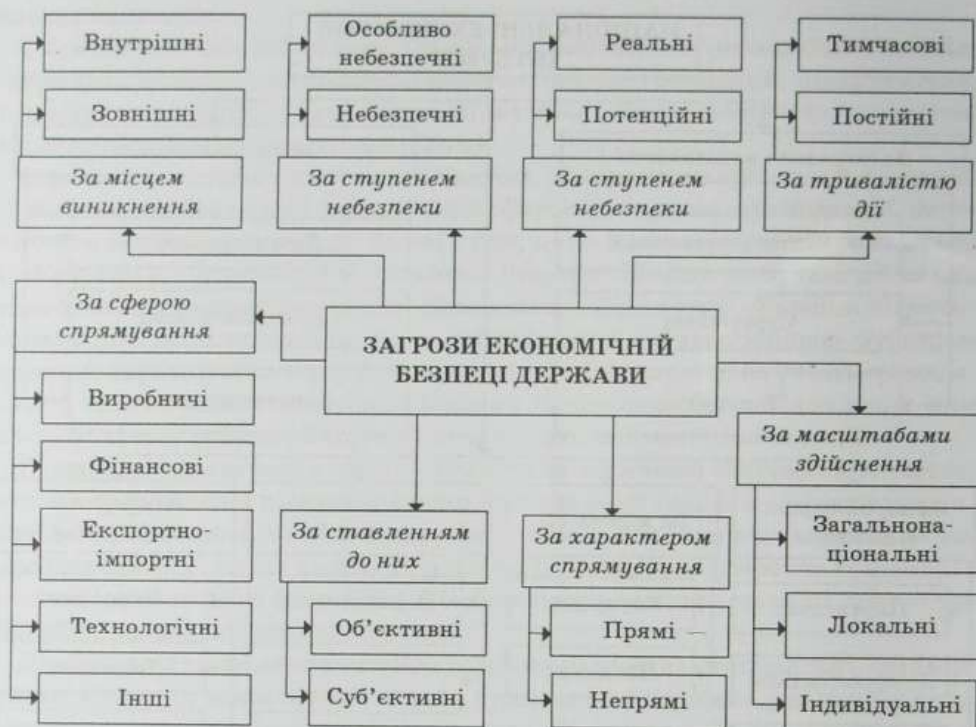 Внутрішні
Зовнішні
За місцем
виникнення
Особливо
небезпечні
Небезпечні
За ступенем
небезпеки
Реальні
Потенційні
За ступенем
небезпеки
Тимчасові
Постійні
За тривалістю
дії
ЗАГРОЗИ ЕКОНОМІЧНІЙ
БЕЗПЕЦІ ДЕРЖАВИ
За сферою
спрямування
Виробничі
Фінансові
Експортно-
імпортні
Технологічні
Інші
За ставленням
до них
Об’єктивні
Суб’єктивні
За характером
спрямування
Прямі
Непрямі
За масштабами
здійснення
Загальнона-
ціональні
Локальні
Індивідуальні